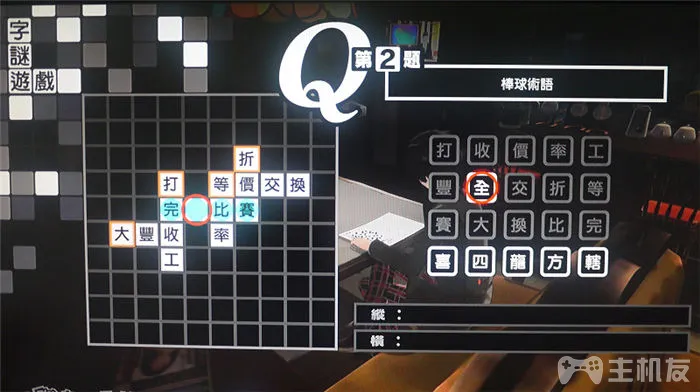 字
謎
遊戲
Q
第2題
棒球術語
折
打 等價交換
完 比賽
大豐收 率
工
打 收 價 率 工
豐 全 交 折 等
賽 大 換 比 完
喜 四 龍 方 轄
縱：
橫：
主机友